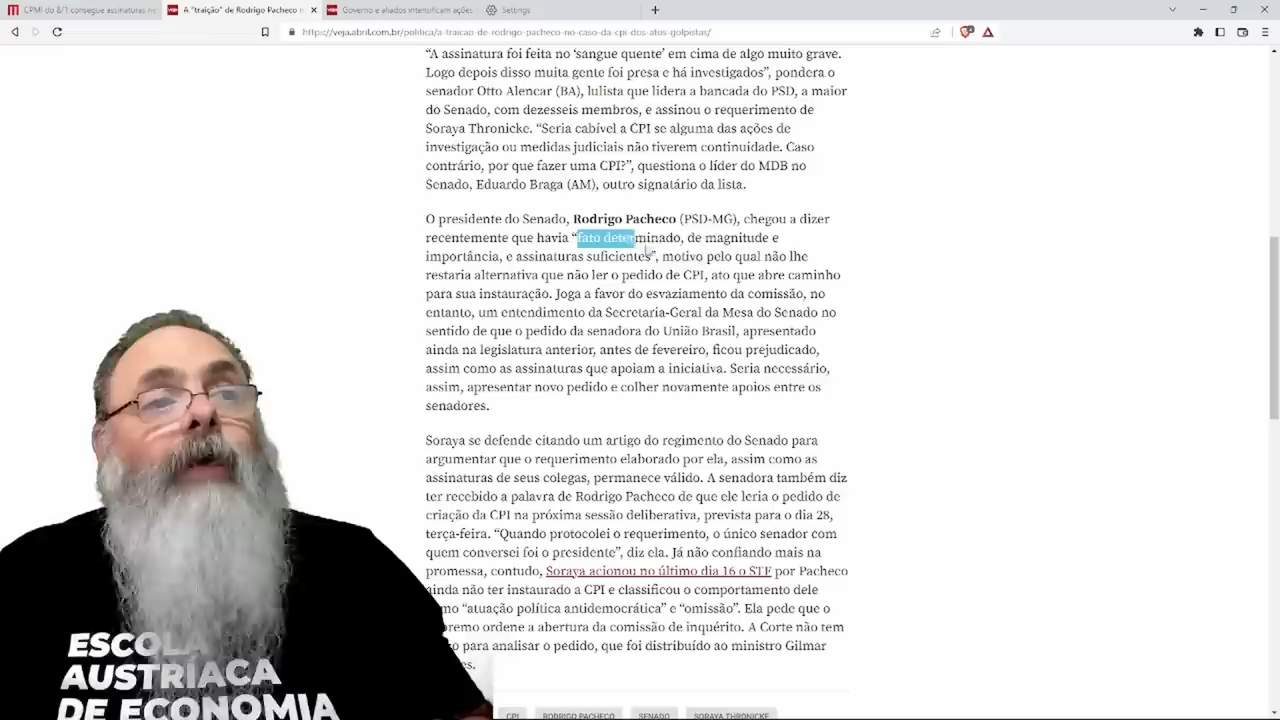 CPMI do 8/1 consegue assinaturas ne
A "traição" de Rodrigo Pacheco e
Governo e aliados intensificam ações
Settings
https://veja.abril.com.br/politica/a-traicao-de-rodrigo-pacheco-no-caso-da-cpi-dos-atos-golpistas/
“A assinatura foi feita no ‘sangue quente’ em cima de algo muito grave.
Logo depois disso muita gente foi presa e há investigados”, pondera o
senador Otto Alencar (BA), lulista que lidera a bancada do PSD, a maior
do Senado, com dezesseis membros, e assinou o requerimento de
Soraya Thronicke. “Seria cabível a CPI se alguma das ações de
investigação ou medidas judiciais não tiverem continuidade. Caso
contrário, por que fazer uma CPI?”, questiona o líder do MDB no
Senado, Eduardo Braga (AM), outro signatário da lista.
O presidente do Senado, Rodrigo Pacheco (PSD-MG), chegou a dizer
recentemente que havia “fato determinado, de magnitude e
importância, e assinaturas suficientes”, motivo pelo qual não lhe
restaria alternativa que não ler o pedido de CPI, ato que abre caminho
para sua instauração. Joga a favor do esvaziamento da comissão, no
entanto, um entendimento da Secretaria-Geral da Mesa do Senado no
sentido de que o pedido da senadora do União Brasil, apresentado
ainda na legislatura anterior, antes de fevereiro, ficou prejudicado,
assim como as assinaturas que apoiam a iniciativa. Seria necessário,
assim, apresentar novo pedido e colher novamente apoios entre os
senadores.
Soraya se defende citando um artigo do regimento do Senado para
argumentar que o requerimento elaborado por ela, assim como as
assinaturas de seus colegas, permanece válido. A senadora também diz
ter recebido a palavra de Rodrigo Pacheco de que ele leria o pedido de
criação da CPI na próxima sessão deliberativa, prevista para o dia 28,
terça-feira. “Quando protocolei o requerimento, o único senador com
quem conversei foi o presidente”, diz ela. Já não confiando mais na
promessa, contudo, Soraya acionou no último dia 16 o STF por Pacheco
ainda não ter instaurado a CPI e classificou o comportamento dele
“atuação política antidemocrática” e “omissão”. Ela pede que o
ordene a abertura da comissão de inquérito. A Corte não tem
para analisar o pedido, que foi distribuído ao ministro Gilmar
CPI
RODRIGO PACHECO
SENADO
SORAYA THRONICKE
ESCOLA
AUSTRÍACA
DE ECONOMIA